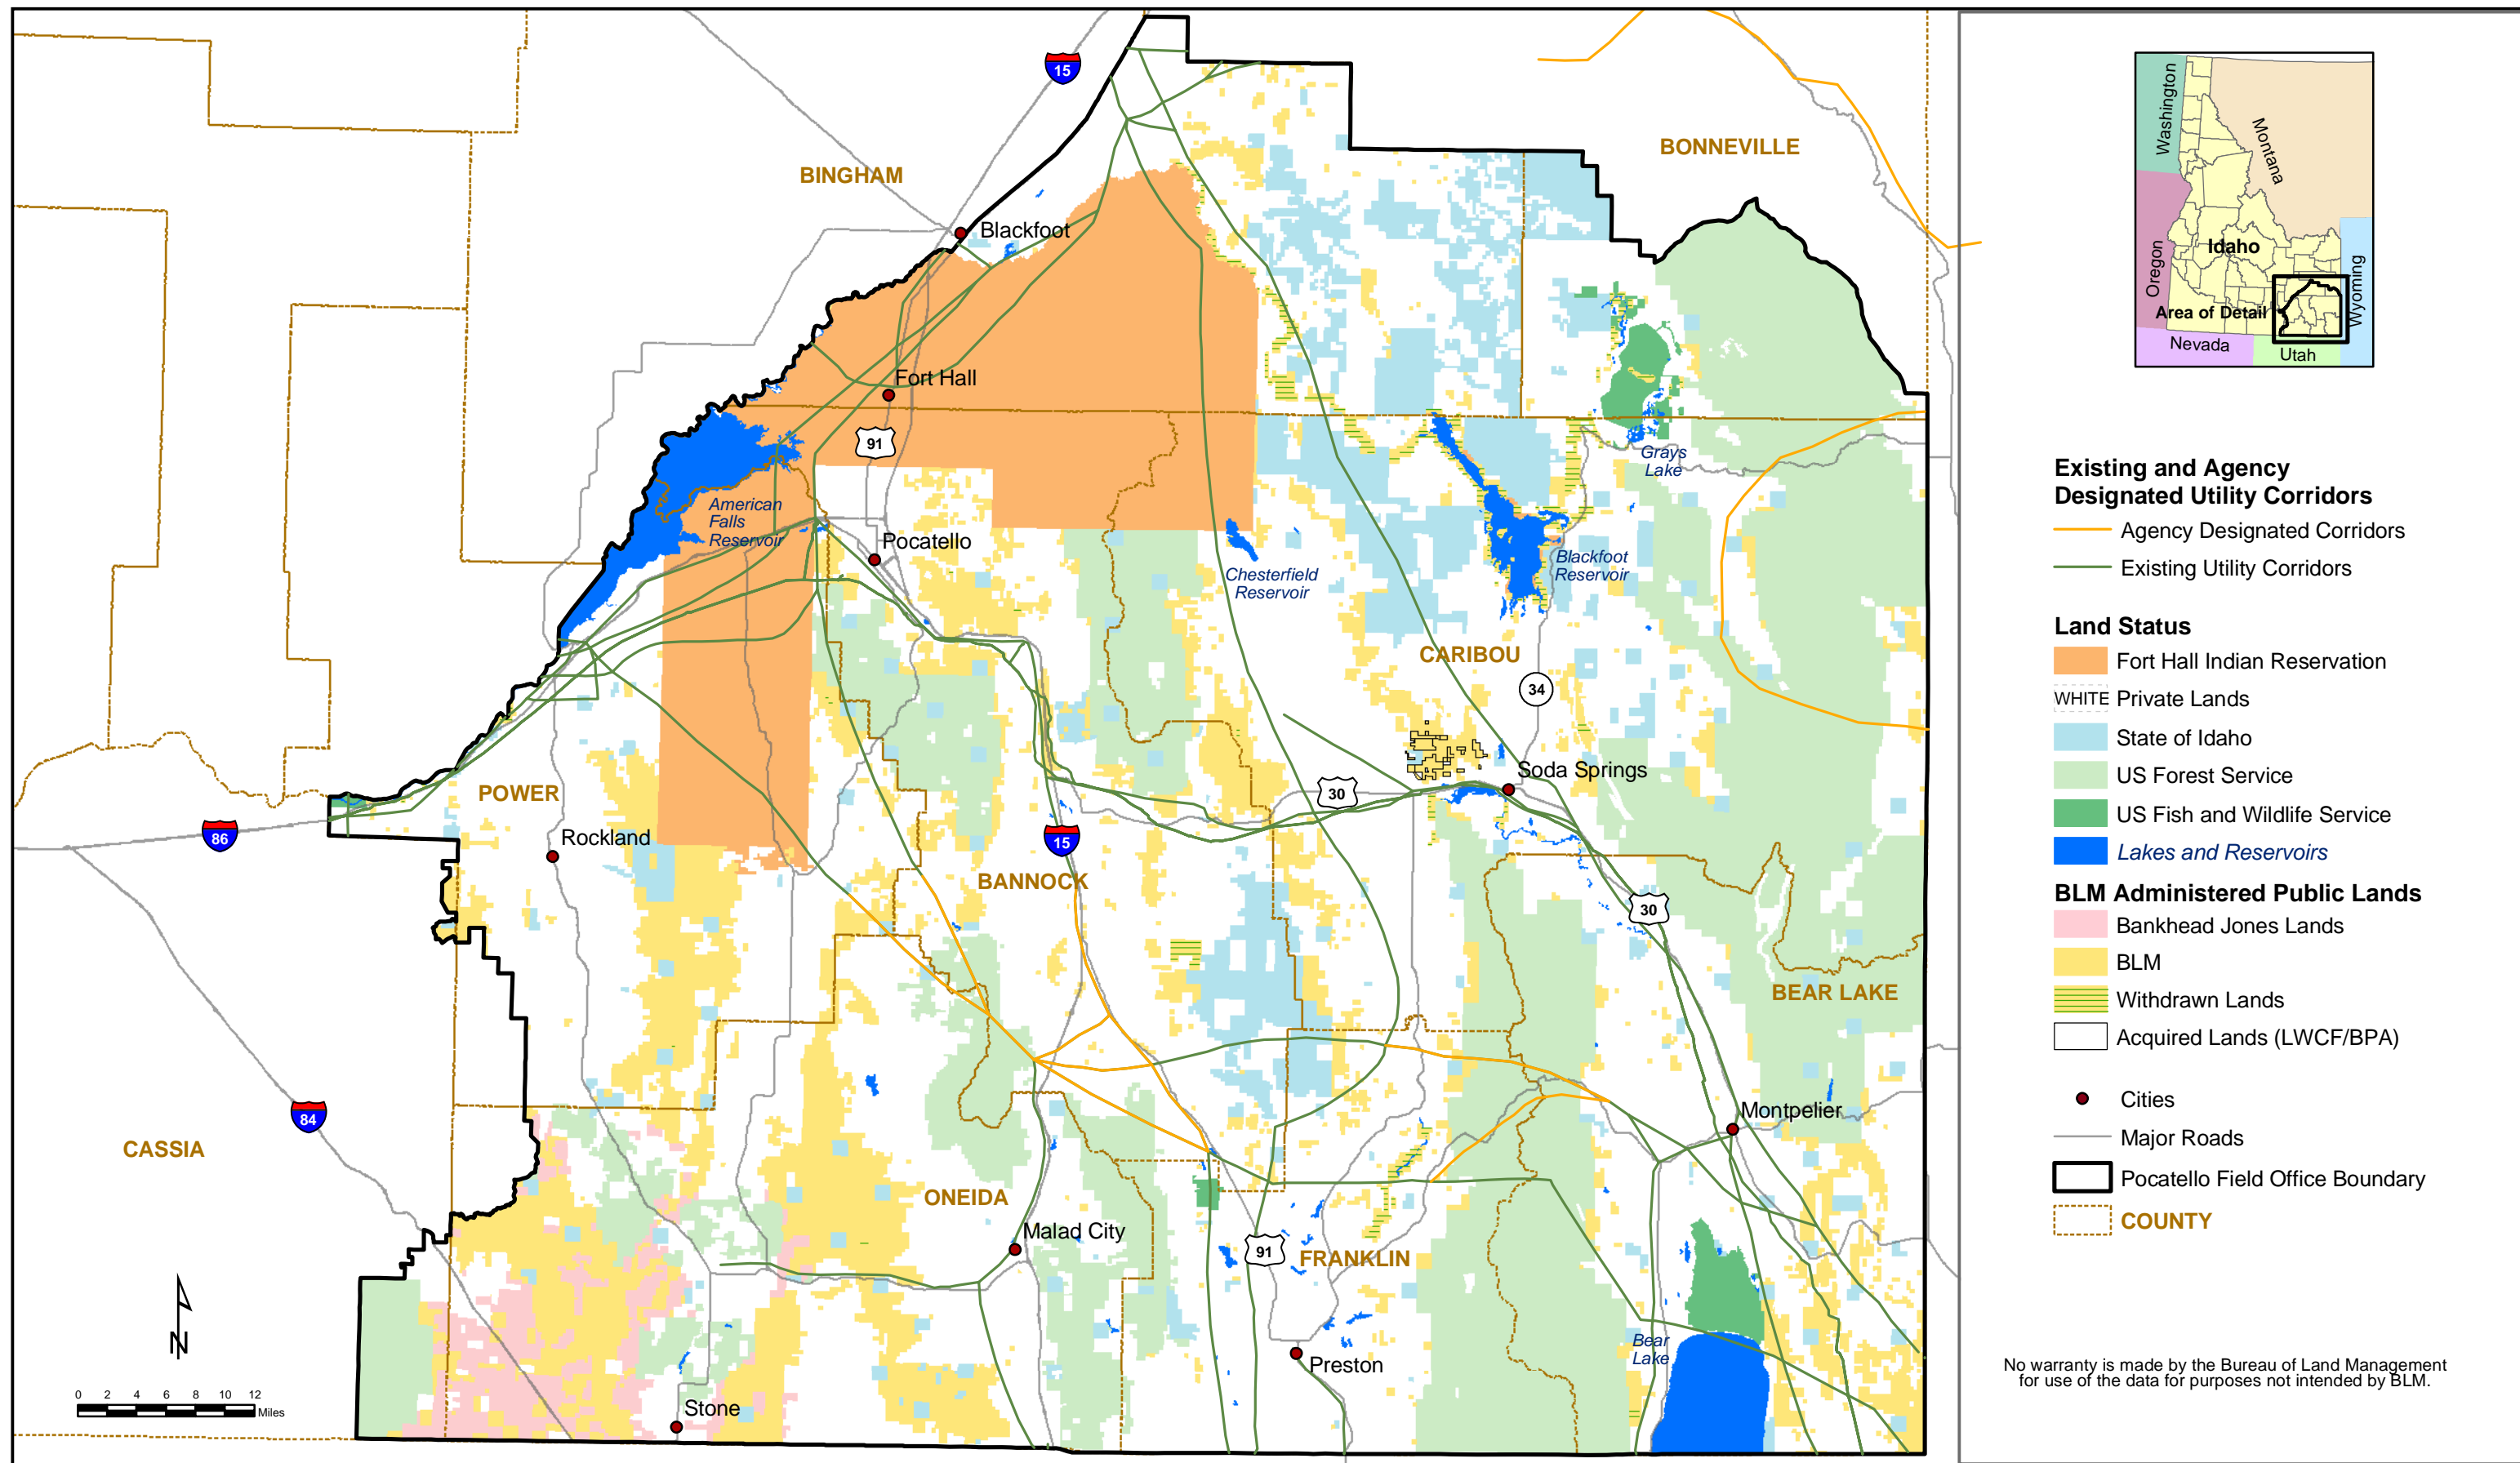 15
BINGHAM
BONNEVILLE
Blackfoot
Fort Hall
91
American
Falls
Reservoir
Pocatello
Grays
Lake
Blackfoot
Reservoir
Chesterfield
Reservoir
CARIBOU
34
Soda Springs
30
POWER
86
Rockland
15
BANNOCK
30
BEAR LAKE
84
CASSIA
Montpelier
ONEIDA
Malad City
91
FRANKLIN
Bear
Lake
Preston
Stone
N
0 2 4 6 8 10 12
Miles
Washington
Montana
Oregon
Idaho
Area of Detail
Wyoming
Nevada
Utah
Existing and Agency
Designated Utility Corridors
Agency Designated Corridors
Existing Utility Corridors
Land Status
Fort Hall Indian Reservation
WHITE Private Lands
State of Idaho
US Forest Service
US Fish and Wildlife Service
Lakes and Reservoirs
BLM Administered Public Lands
Bankhead Jones Lands
BLM
Withdrawn Lands
Acquired Lands (LWCF/BPA)
Cities
Major Roads
Pocatello Field Office Boundary
COUNTY
No warranty is made by the Bureau of Land Management
for use of the data for purposes not intended by BLM.